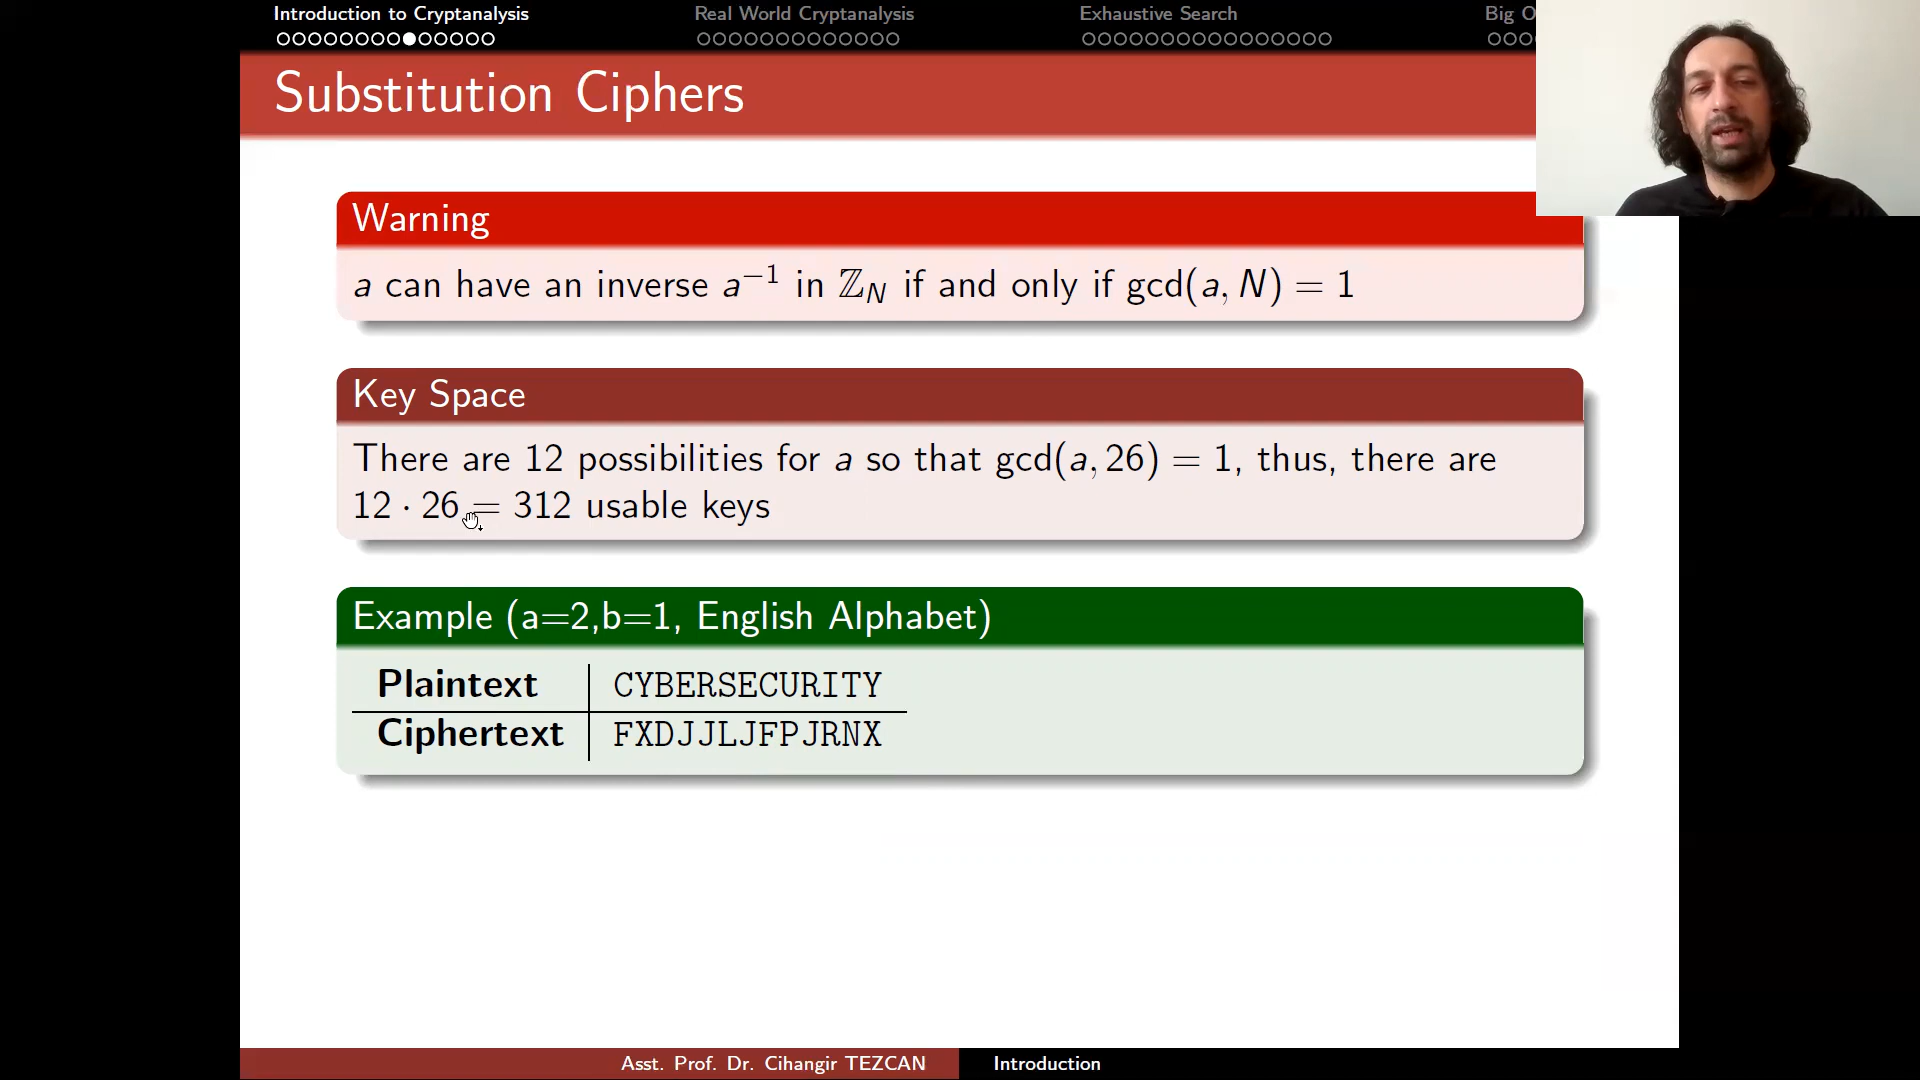 Introduction to Cryptanalysis
Real World Cryptanalysis
Exhaustive Search
Big O
Substitution Ciphers
Warning
a can have an inverse a⁻¹ in ℤ_N if and only if gcd(a, N) = 1
Key Space
There are 12 possibilities for a so that gcd(a, 26) = 1, thus, there are
12 · 26 = 312 usable keys
Example (a=2,b=1, English Alphabet)
Plaintext CYBERSECURITY
Ciphertext FXDJJLJFPJRNX
Asst. Prof. Dr. Cihangir TEZCAN
Introduction